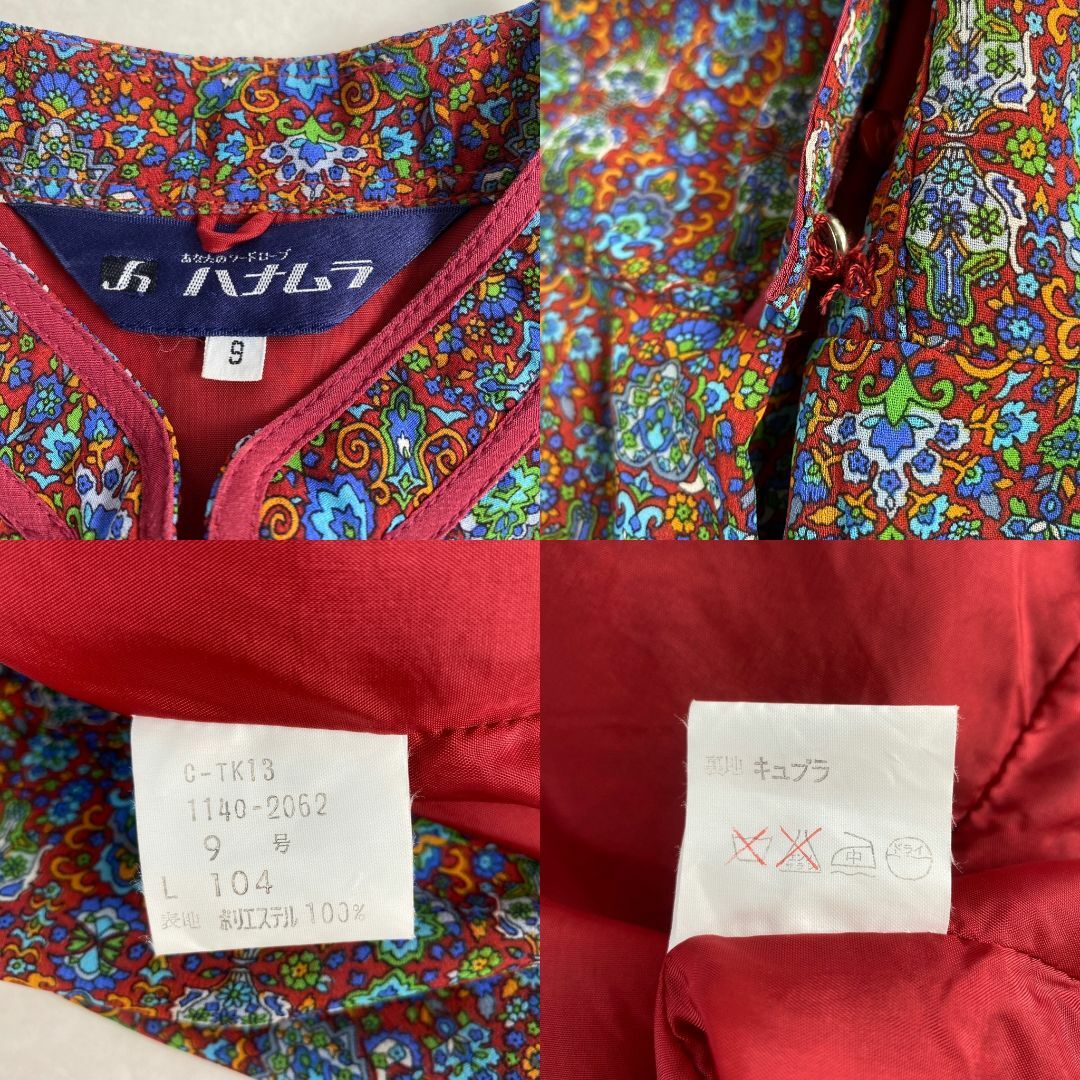 あなたのワードローブ
ハナムラ
9
C-TK13
1140-2062
9 号
L 104
表地 ポリエステル 100%
裏地 キュプラ
中
ドライ